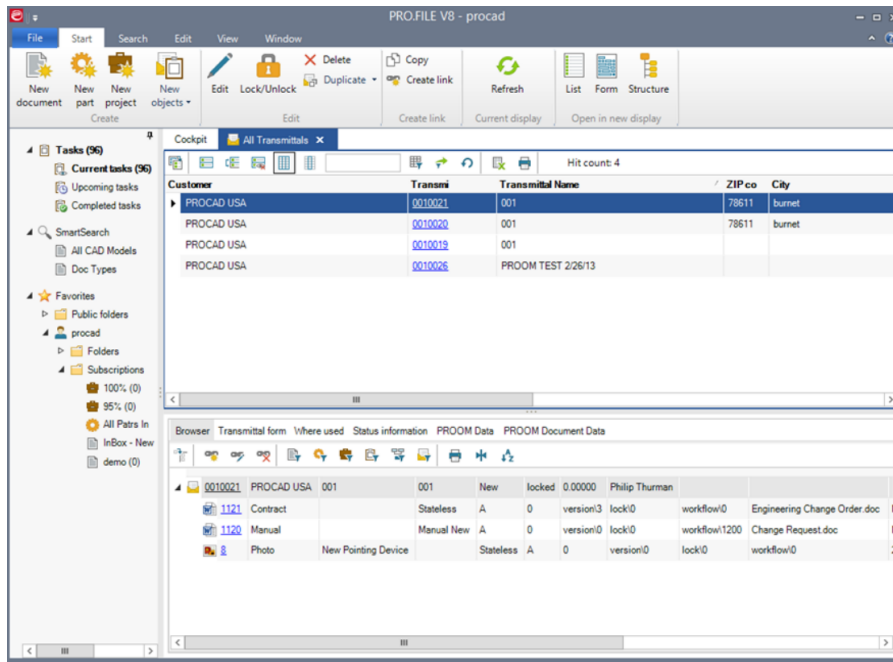 PRO.FILE V8 - procad
File Start Search Edit View Window
New document
New part
New project
New objects
Edit
Lock/Unlock
Delete
Duplicate
Copy
Create link
Refresh
List
Form
Structure
Create
Edit
Create link
Current display
Open in new display
Tasks (96)
Current tasks (96)
Upcoming tasks
Completed tasks
SmartSearch
All CAD Models
Doc Types
Favorites
Public folders
procad
Folders
Subscriptions
100% (0)
95% (0)
All Patrs In
InBox - New
demo (0)
Cockpit All Transmittals
Hit count: 4
Customer Transmi Transmittal Name ZIP co City
PROCAD USA 0010021 001 78611 burnet
PROCAD USA 0010020 001 78611 burnet
PROCAD USA 0010019 001
PROCAD USA 0010026 PROOM TEST 2/26/13
Browser Transmittal form Where used Status information PROOM Data PROOM Document Data
0010021 PROCAD USA 001 001 New locked 0.00000 Philip Thurman
1121 Contract Stateless A 0 version\3 lock\0 workflow\0 Engineering Change Order.doc
1120 Manual Manual New A 0 version\0 lock\0 workflow\1200 Change Request.doc
8 Photo New Pointing Device Stateless A 0 version\0 lock\0 workflow\0